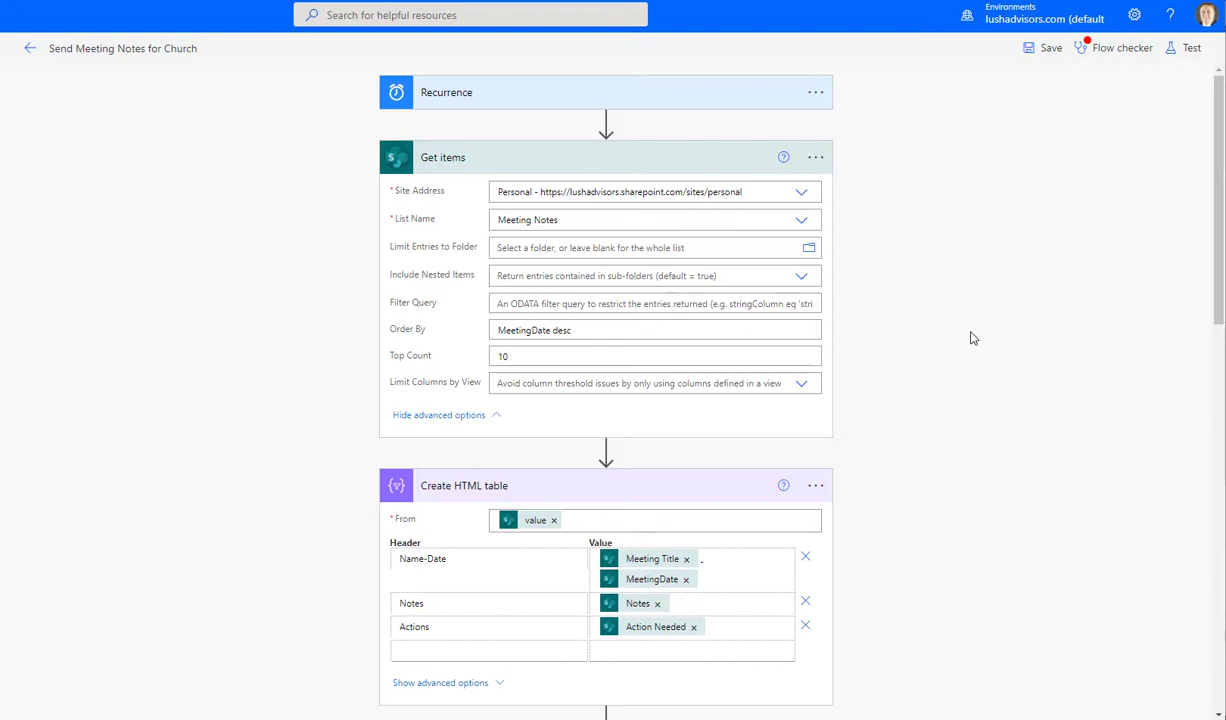 Search for helpful resources
Environments
lushadvisors.com (default
?
Send Meeting Notes for Church
Save
Flow checker
Test
Recurrence
...
S
Get items
?
...
* Site Address
Personal - https://lushadvisors.sharepoint.com/sites/personal
* List Name
Meeting Notes
Limit Entries to Folder
Select a folder, or leave blank for the whole list
Include Nested Items
Return entries contained in sub-folders (default = true)
Filter Query
An ODATA filter query to restrict the entries returned (e.g. stringColumn eq 'stri
Order By
MeetingDate desc
Top Count
10
Limit Columns by View
Avoid column threshold issues by only using columns defined in a view
Hide advanced options
Create HTML table
?
...
* From
value ×
Header
Value
Name-Date
Meeting Title × -
MeetingDate ×
Notes
Notes ×
Actions
Action Needed ×
Show advanced options